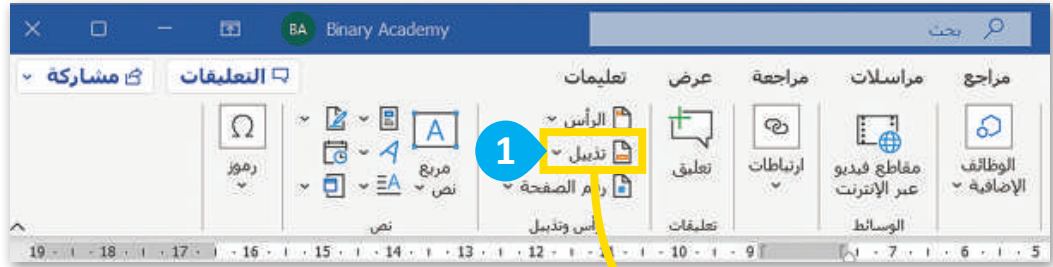 Binary Academy BA
بحث
مراجع مراسلات مراجعة عرض تعليمات
التعليقات
مشاركة
الوظائف الإضافية
مقاطع فيديو عبر الإنترنت
الوسائط
ارتباطات
تعليق
تعليقات
الرأس
1
تذييل
رقم الصفحة
رأس وتذييل
A
مربع نص
نص
Ω
رموز
19 18 17 16 15 14 13 12 11 10 9 7 6 5